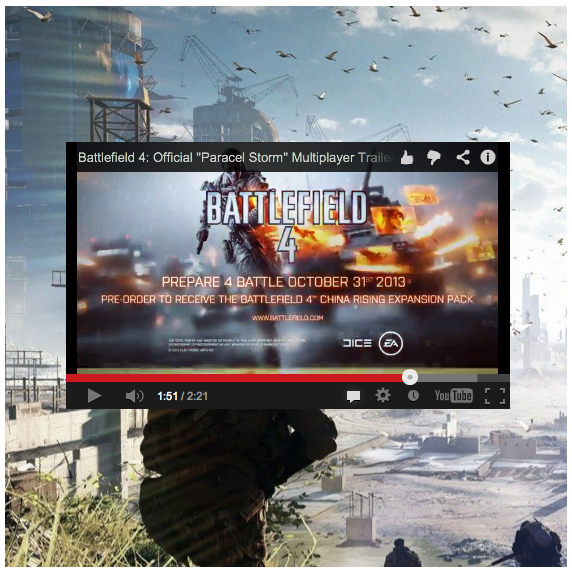 Battlefield 4: Official "Paracel Storm" Multiplayer Traile
BATTLEFIELD
4
PREPARE 4 BATTLE OCTOBER 31ST 2013
PRE-ORDER TO RECEIVE THE BATTLEFIELD 4™ CHINA RISING EXPANSION PACK
WWW.BATTLEFIELD.COM
DICE EA
1:51 / 2:21
YouTube